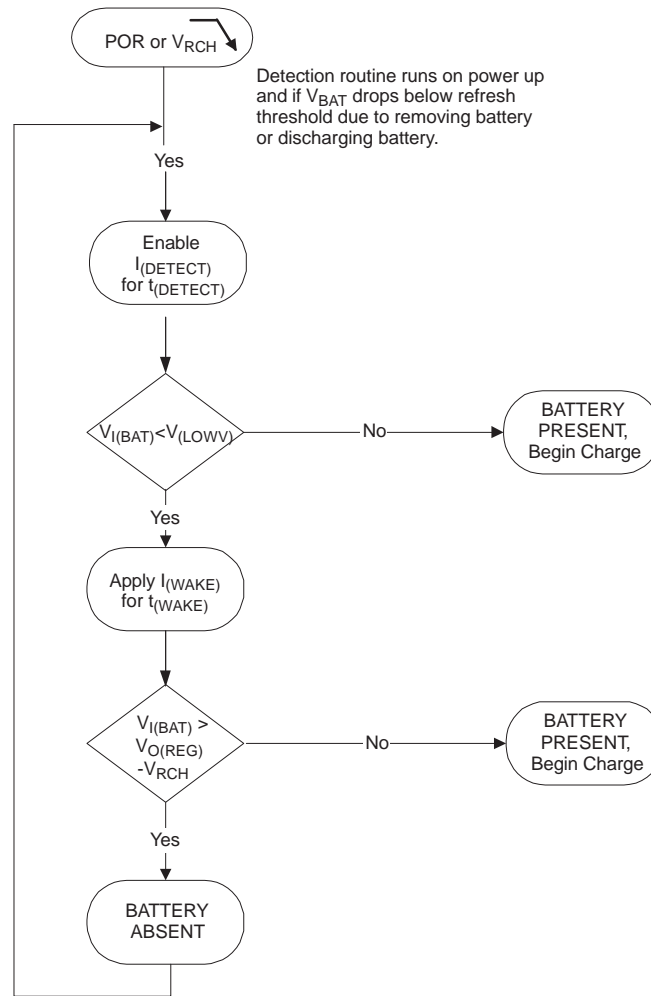 POR or VRCH
Detection routine runs on power up
and if VBAT drops below refresh
threshold due to removing battery
or discharging battery.
Yes
Enable
I(DETECT)
for t(DETECT)
VI(BAT)<V(LOWV)
No
BATTERY
PRESENT,
Begin Charge
Yes
Apply I(WAKE)
for t(WAKE)
VI(BAT) >
VO(REG)
-VRCH
No
BATTERY
PRESENT,
Begin Charge
Yes
BATTERY
ABSENT